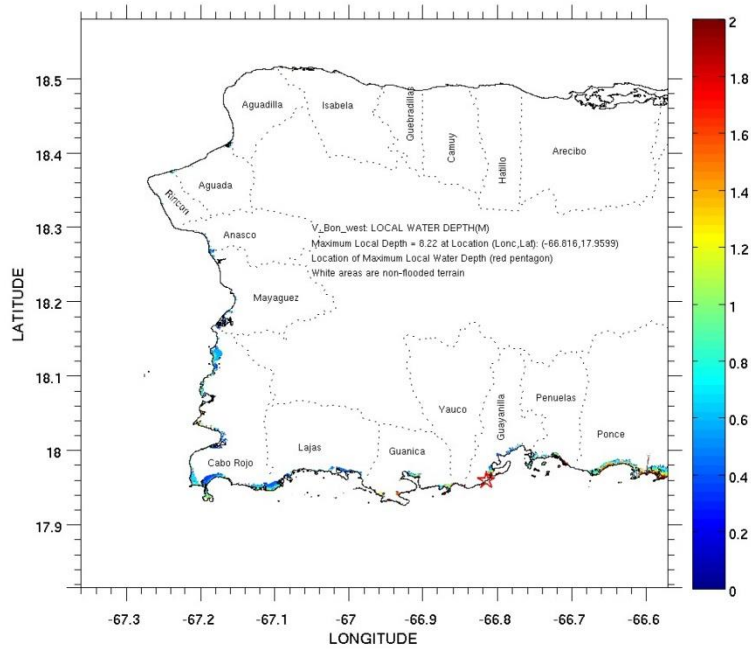 18.5
18.4
18.3
18.2
18.1
18
17.9
LATITUDE
Aguadilla
Isabela
Quebradillas
Camuy
Hatillo
Arecibo
Aguada
Rincon
Anasco
V_Bon_west: LOCAL WATER DEPTH(M)
Maximum Local Depth = 8.22 at Location (Lonc,Lat): (-66.816,17.9599)
Location of Maximum Local Water Depth (red pentagon)
White areas are non-flooded terrain
Mayaguez
Yauco
Guayanilla
Penuelas
Ponce
Cabo Rojo
Lajas
Guanica
-67.3
-67.2
-67.1
-67
-66.9
-66.8
-66.7
-66.6
LONGITUDE
2
1.8
1.6
1.4
1.2
1
0.8
0.6
0.4
0.2
0